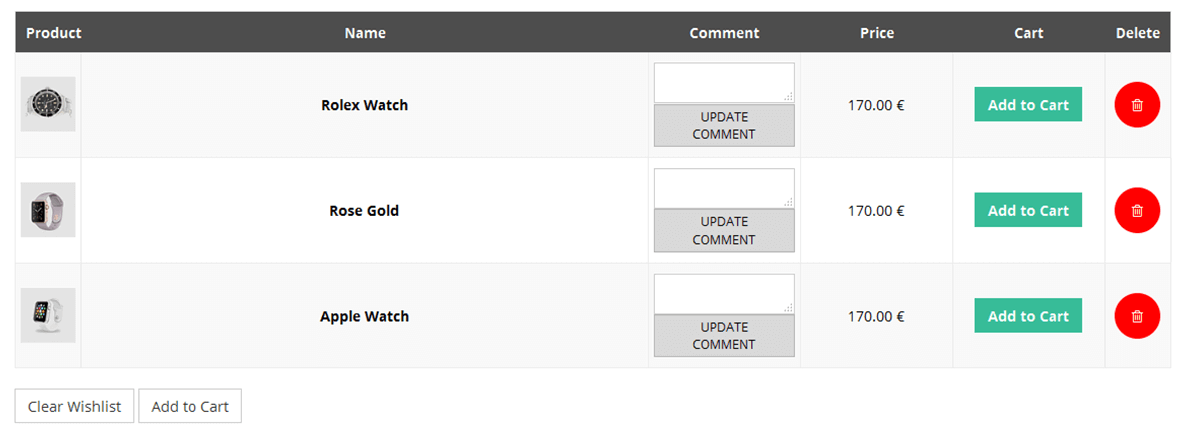 Product Name Comment Price Cart Delete
Rolex Watch 170.00 € Add to Cart
UPDATE
COMMENT
Rose Gold 170.00 € Add to Cart
UPDATE
COMMENT
Apple Watch 170.00 € Add to Cart
UPDATE
COMMENT
Clear Wishlist Add to Cart